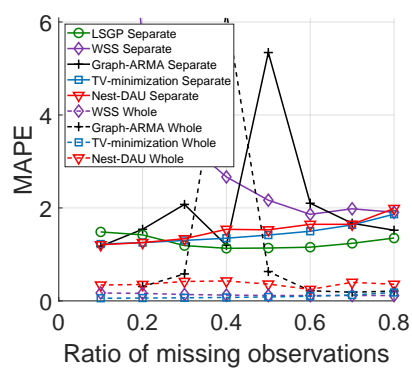 6
LSGP Separate
WSS Separate
Graph-ARMA Separate
TV-minimization Separate
Nest-DAU Separate
WSS Whole
Graph-ARMA Whole
TV-minimization Whole
Nest-DAU Whole
4
MAPE
2
0
0 0.2 0.4 0.6 0.8
Ratio of missing observations